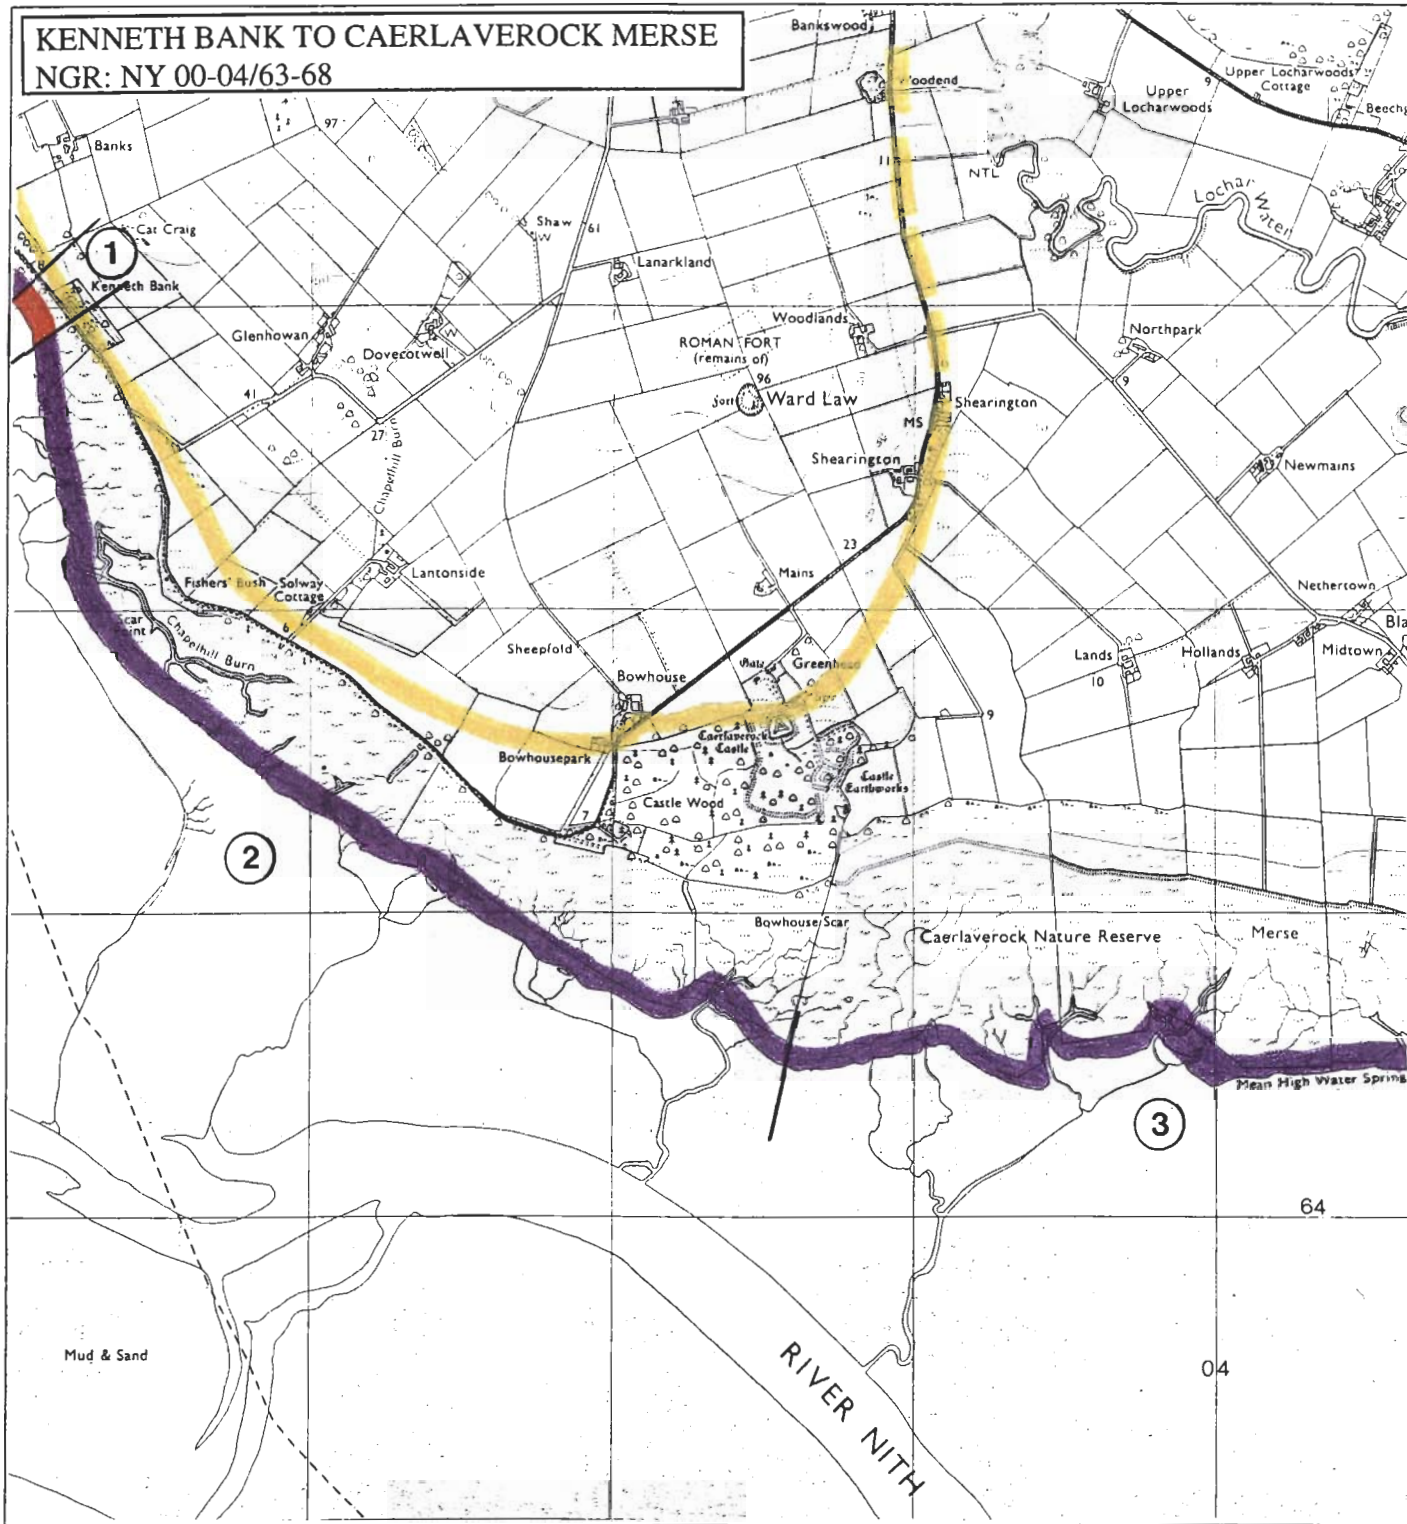 KENNETH BANK TO CAERLAVEROCK MERSE
NGR: NY 00-04/63-68
Bankswood
Woodend
Upper
Locharwoods
9
Upper Locharwoods
Cottage
Banks
97
11
NTL
Lochar Water
Cat Craig
1
Kenneth Bank
Shaw
W
61
Lanarkland
Glenhowan
Dovecotwell
W
Woodlands
ROMAN FORT
(remains of)
96
fort
Ward Law
Northpark
9
41
27
Chapelhill Burn
MS
Shearington
Shearington
Newmains
23
Mains
Lantonside
Fishers' Bush
Solway
Cottage
6
Scar
Point
Chapelhill Burn
Nethertown
Sheepfold
Bowhouse
Greenhead
Lands
10
Hollands
Midtown
9
Bowhousepark
Caerlaverock
Castle
Castle
Earthworks
Castle Wood
7
2
Bowhouse Scar
Caerlaverock Nature Reserve
Merse
Mean High Water Spring
3
64
Mud & Sand
04
RIVER NITH